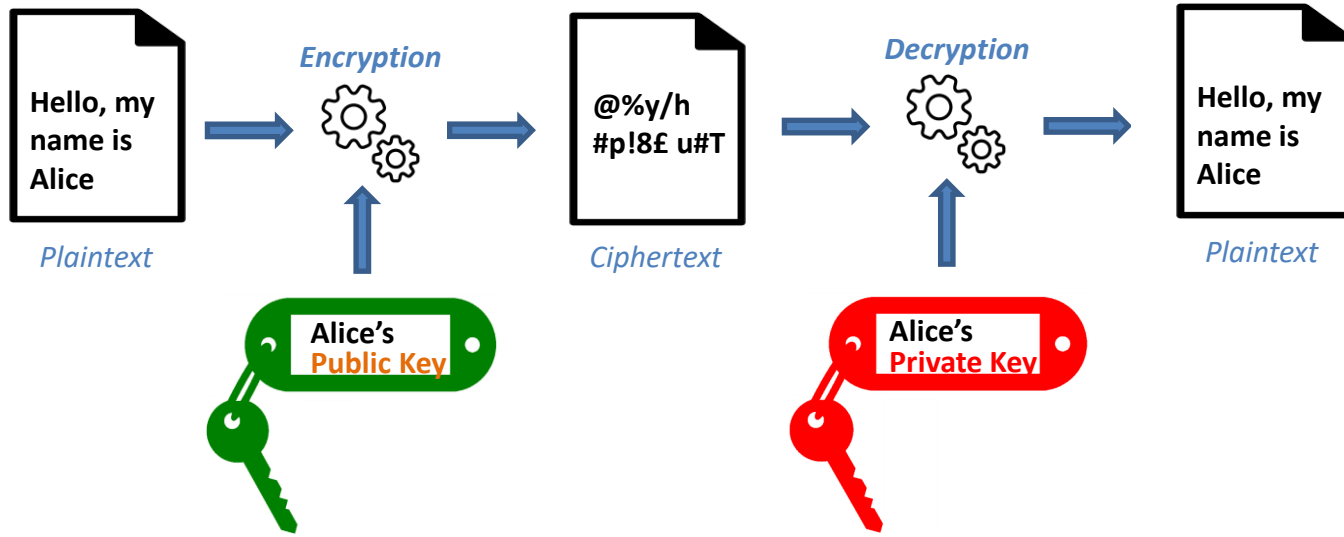 Encryption
Decryption
Hello, my
name is
Alice
@%y/h
#p!8£ u#T
Hello, my
name is
Alice
Plaintext
Ciphertext
Plaintext
Alice’s
Public Key
Alice’s
Private Key